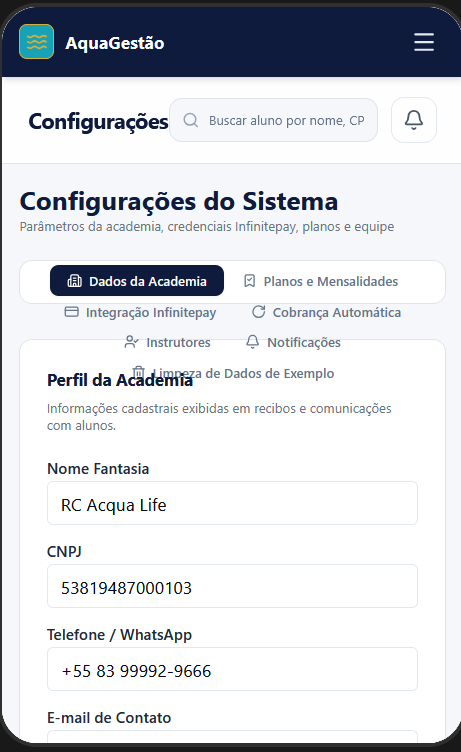 AquaGestão
Configurações
Buscar aluno por nome, CP
Configurações do Sistema
Parâmetros da academia, credenciais Infinitepay, planos e equipe
Dados da Academia
Planos e Mensalidades
Integração Infinitepay
Cobrança Automática
Instrutores
Notificações
Limpeza de Dados de Exemplo
Perfil da Academia
Informações cadastrais exibidas em recibos e comunicações
com alunos.
Nome Fantasia
RC Acqua Life
CNPJ
53819487000103
Telefone / WhatsApp
+55 83 99992-9666
E-mail de Contato